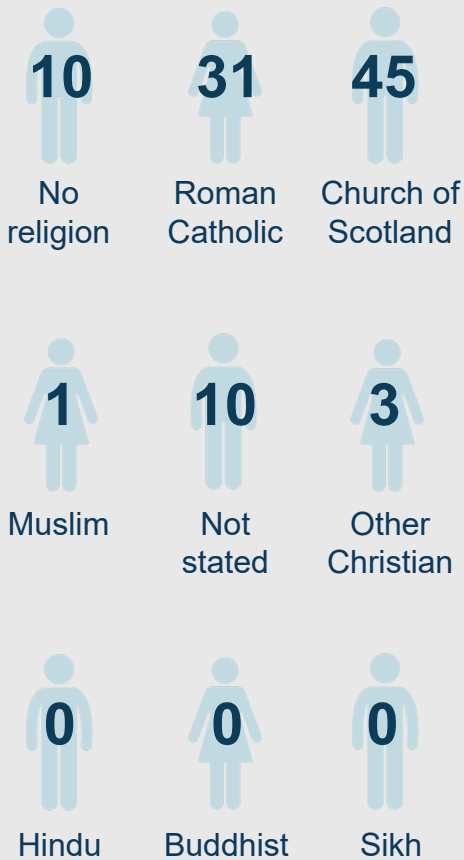 10 31 45
No religion
Roman Catholic
Church of Scotland
1 10 3
Muslim
Not stated
Other Christian
0 0 0
Hindu Buddhist Sikh